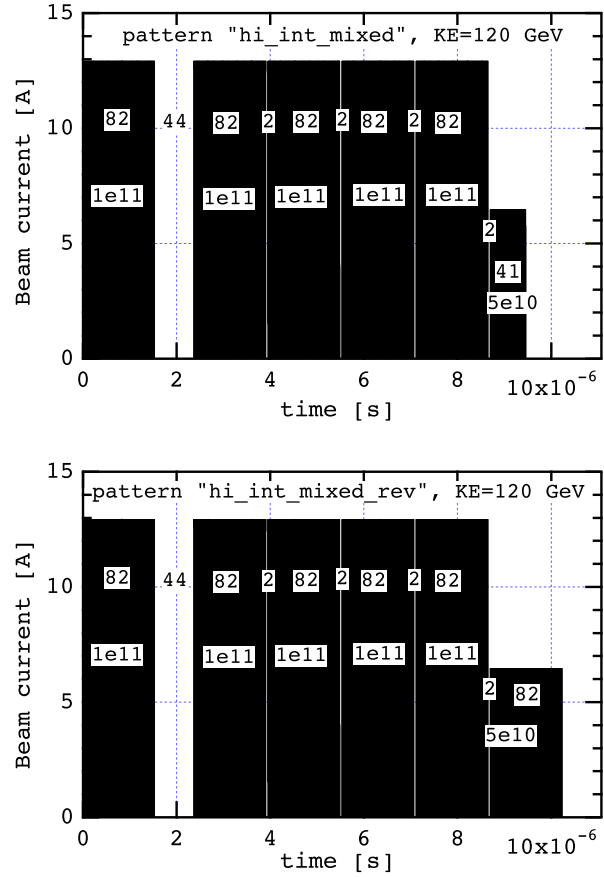 15
pattern "hi_int_mixed", KE=120 GeV
10
82 44 82 2 82 2 82 2 82
1e11 1e11 1e11 1e11 1e11
5
2
41
5e10
0
Beam current [A]
0 2 4 6 8 10x10-6
time [s]
15
pattern "hi_int_mixed_rev", KE=120 GeV
10
82 44 82 2 82 2 82 2 82
1e11 1e11 1e11 1e11 1e11
5
2 82
5e10
0
Beam current [A]
0 2 4 6 8 10x10-6
time [s]